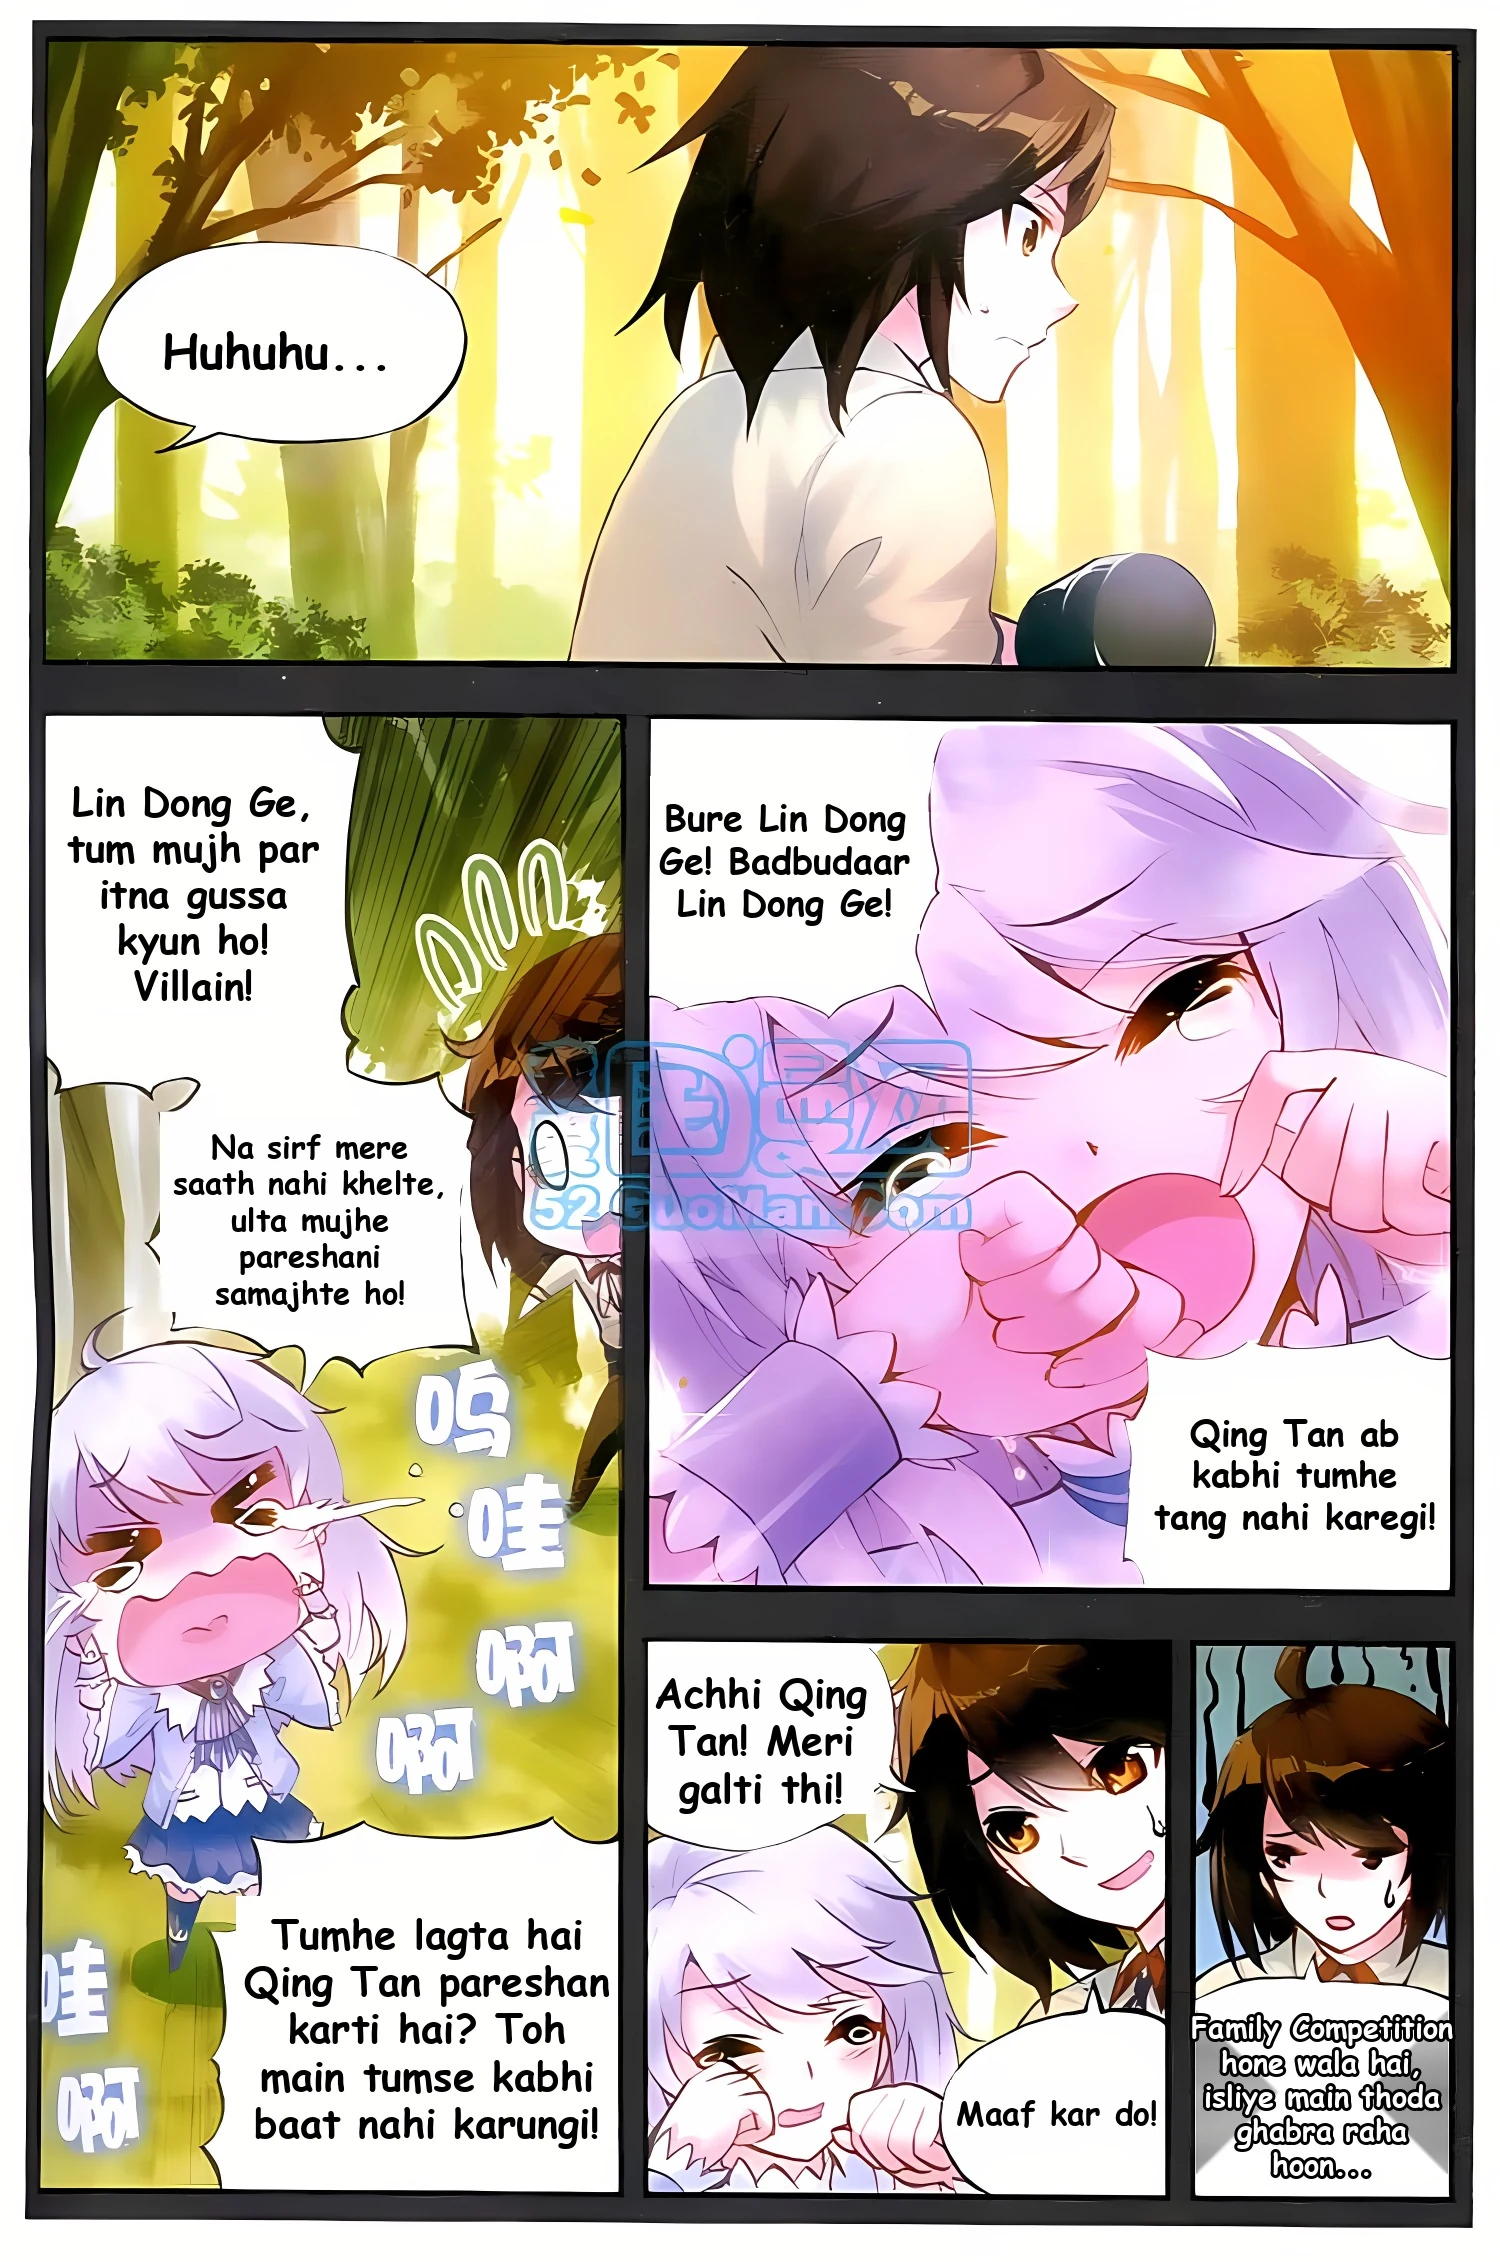 Huhuhu...
Lin Dong Ge,
tum mujh par
itna gussa
kyun ho!
Villain!
Na sirf mere
saath nahi khelte,
ulta mujhe
pareshani
samajhte ho!
呜
哇
啊
啊
哇
啊
Tumhe lagta hai
Qing Tan pareshan
karti hai? Toh
main tumse kabhi
baat nahi karungi!
Bure Lin Dong
Ge! Badbudaar
Lin Dong Ge!
52GuoMan.com
Qing Tan ab
kabhi tumhe
tang nahi karegi!
Achhi Qing
Tan! Meri
galti thi!
Maaf kar do!
Family Competition
hone wala hai,
isliye main thoda
ghabra raha
hoon...